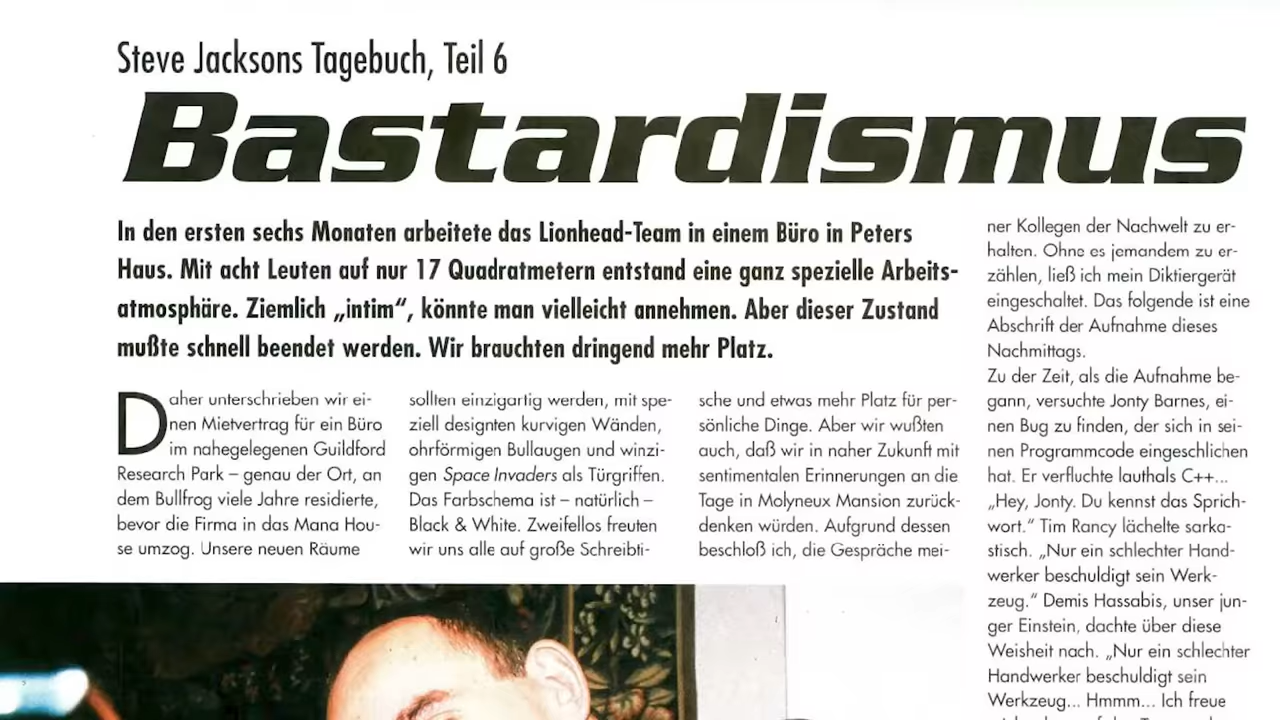 Steve Jacksons Tagebuch, Teil 6
Bastardismus
In den ersten sechs Monaten arbeitete das Lionhead-Team in einem Büro in Peters
Haus. Mit acht Leuten auf nur 17 Quadratmetern entstand eine ganz spezielle Arbeits-
atmosphäre. Ziemlich „intim“, könnte man vielleicht annehmen. Aber dieser Zustand
mußte schnell beendet werden. Wir brauchten dringend mehr Platz.
Daher unterschrieben wir ei-
nen Mietvertrag für ein Büro
im nahegelegenen Guildford
Research Park – genau der Ort, an
dem Bullfrog viele Jahre residierte,
bevor die Firma in das Mana Hou-
se umzog. Unsere neuen Räume
sollten einzigartig werden, mit spe-
ziell designten kurvigen Wänden,
ohrförmigen Bullaugen und winzi-
gen Space Invaders als Türgriffen.
Das Farbschema ist – natürlich –
Black & White. Zweifellos freuten
wir uns alle auf große Schreibti-
sche und etwas mehr Platz für per-
sönliche Dinge. Aber wir wußten
auch, daß wir in naher Zukunft mit
sentimentalen Erinnerungen an die
Tage in Molyneux Mansion zurück-
denken würden. Aufgrund dessen
beschloß ich, die Gespräche mei-
ner Kollegen der Nachwelt zu er-
halten. Ohne es jemandem zu er-
zählen, ließ ich mein Diktiergerät
eingeschaltet. Das folgende ist eine
Abschrift der Aufnahme dieses
Nachmittags.
Zu der Zeit, als die Aufnahme be-
gann, versuchte Jonty Barnes, ei-
nen Bug zu finden, der sich in sei-
nen Programmcode eingeschlichen
hat. Er verfluchte lauthals C++...
„Hey, Jonty. Du kennst das Sprich-
wort.“ Tim Rancy lächelte sarka-
stisch. „Nur ein schlechter Hand-
werker beschuldigt sein Werk-
zeug.“ Demis Hassabis, unser jun-
ger Einstein, dachte über diese
Weisheit nach. „Nur ein schlechter
Handwerker beschuldigt sein
Werkzeug... Hmmm... Ich freue